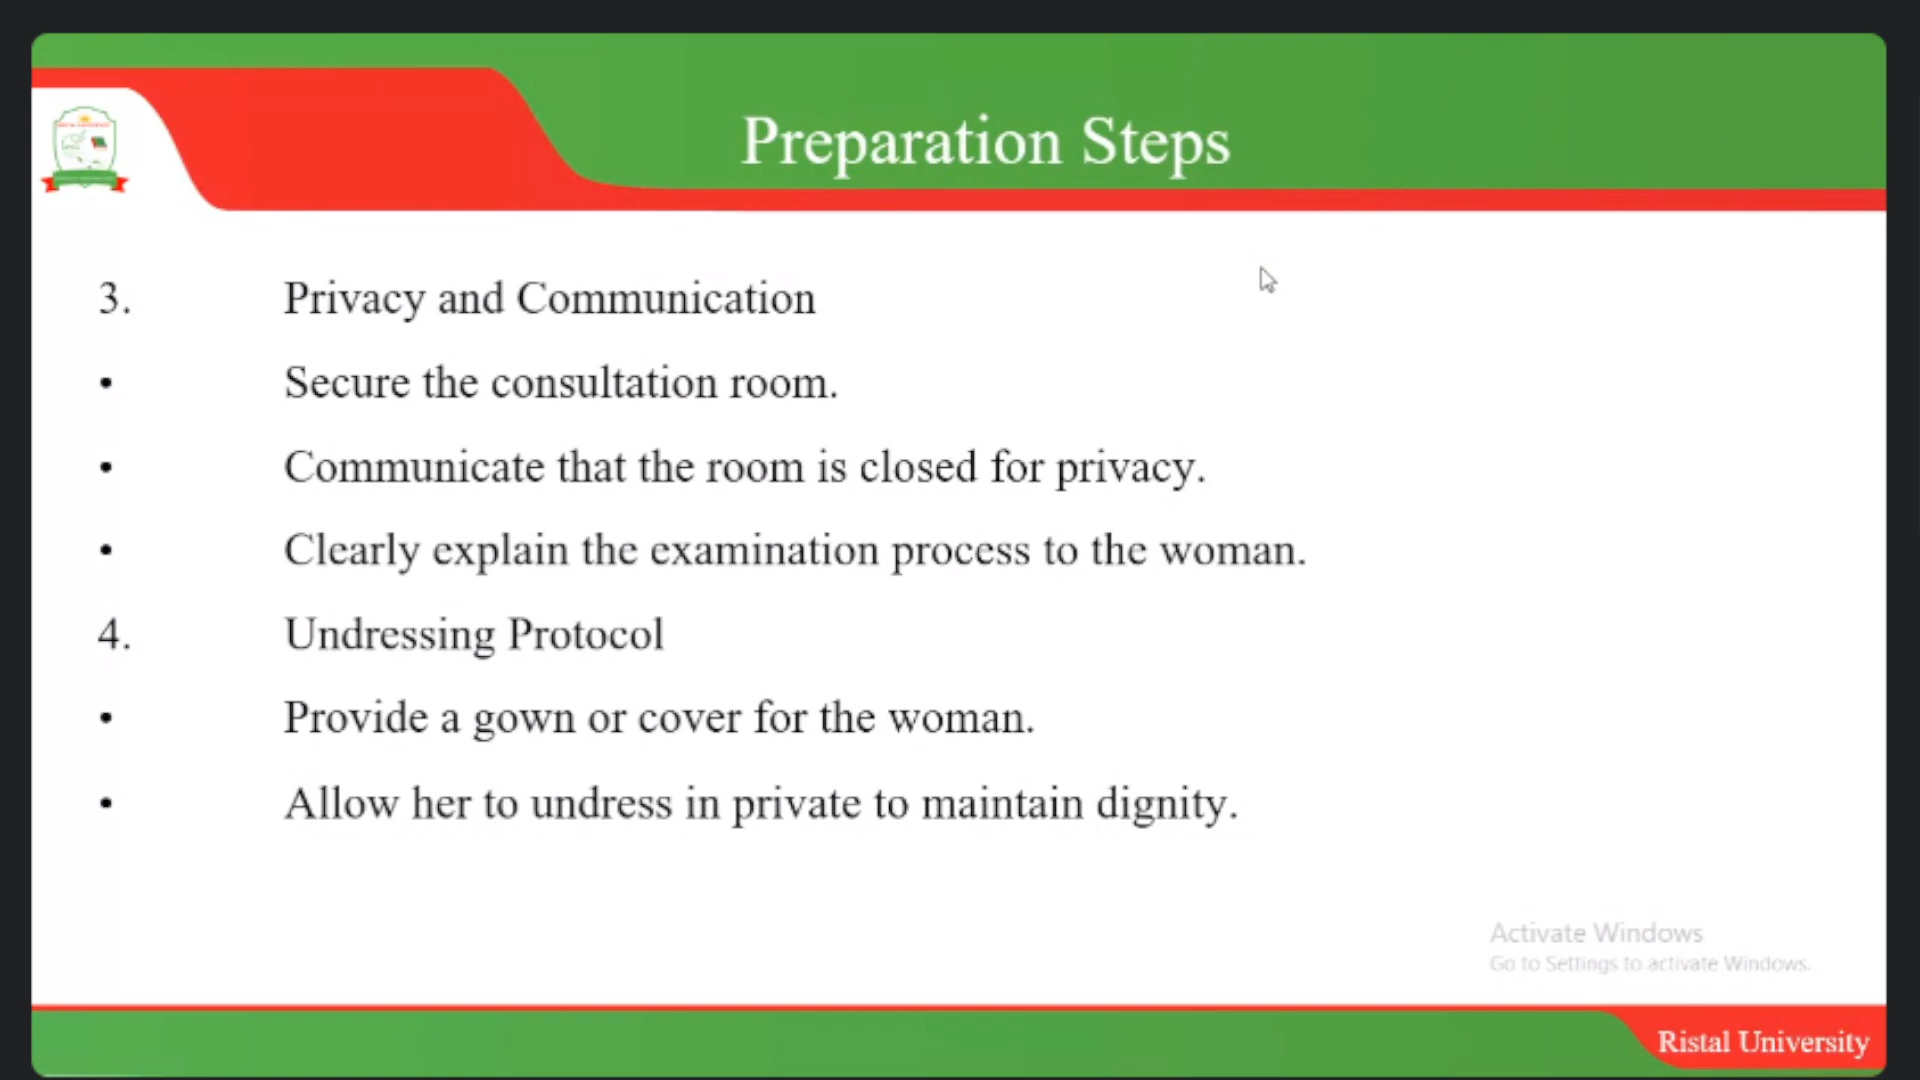 Preparation Steps
3. Privacy and Communication
• Secure the consultation room.
• Communicate that the room is closed for privacy.
• Clearly explain the examination process to the woman.
4. Undressing Protocol
• Provide a gown or cover for the woman.
• Allow her to undress in private to maintain dignity.
Activate Windows
Go to Settings to activate Windows.
Ristal University